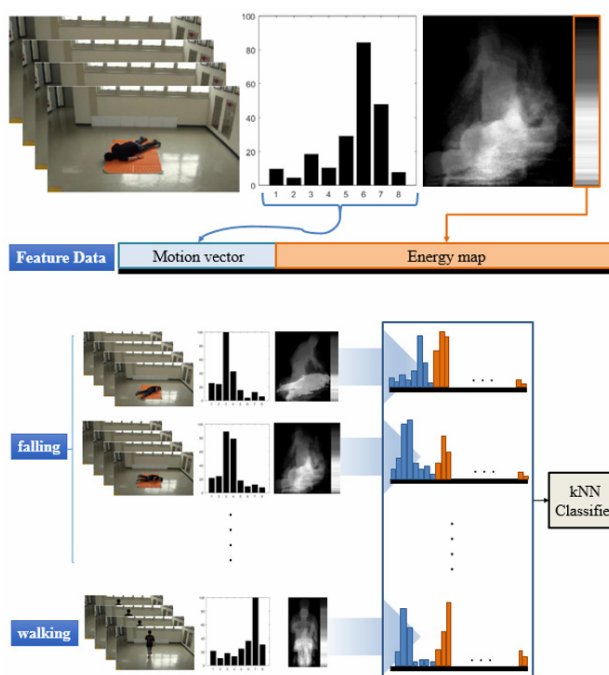 100
80
60
40
20
0
1 2 3 4 5 6 7 8
Feature Data
Motion vector
Energy map
falling
. . .
. . .
kNN
Classifie
walking
. . .